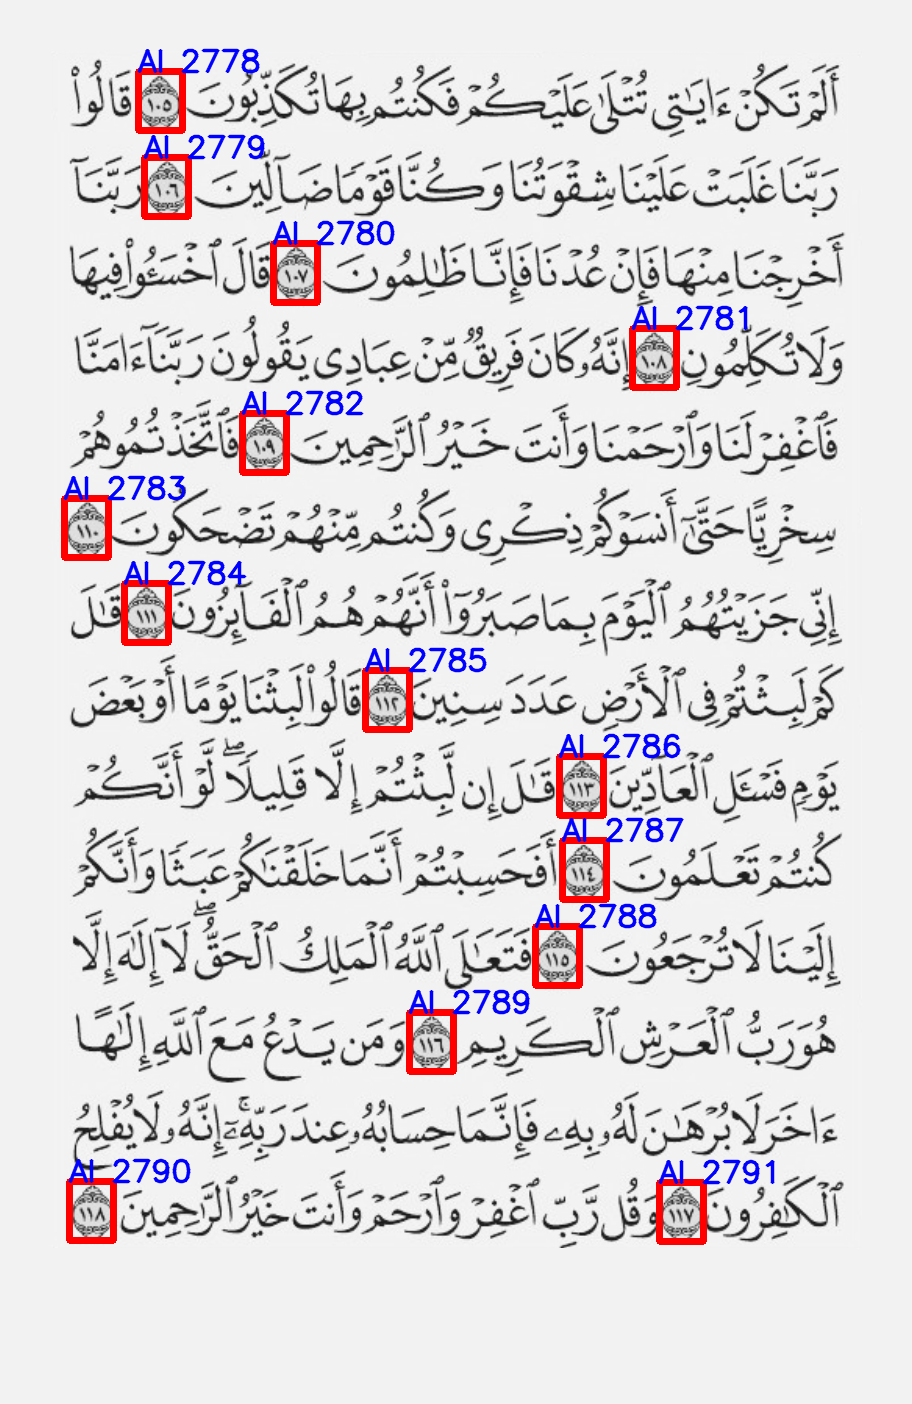 AI_2778
أَلَمْ تَكُنْ ءَايَٰتِى تُتْلَىٰ عَلَيْكُمْ فَكُنتُم بِهَا تُكَذِّبُونَ ١٠٥ قَالُوا۟
AI_2779
رَبَّنَا غَلَبَتْ عَلَيْنَا شِقْوَتُنَا وَكُنَّا قَوْمًا ضَآلِّينَ ١٠٦ رَبَّنَآ
AI_2780
أَخْرِجْنَا مِنْهَا فَإِنْ عُدْنَا فَإِنَّا ظَٰلِمُونَ ١٠٧ قَالَ ٱخْسَـُٔوا۟ فِيهَا
AI_2781
وَلَا تُكَلِّمُونِ ١٠٨ إِنَّهُۥ كَانَ فَرِيقٌ مِّنْ عِبَادِى يَقُولُونَ رَبَّنَآ ءَامَنَّا
AI_2782
فَٱغْفِرْ لَنَا وَٱرْحَمْنَا وَأَنتَ خَيْرُ ٱلرَّٰحِمِينَ ١٠٩ فَٱتَّخَذْتُمُوهُمْ
AI_2783
سِخْرِيًّا حَتَّىٰٓ أَنسَوْكُمْ ذِكْرِى وَكُنتُم مِّنْهُمْ تَضْحَكُونَ ١١٠
AI_2784
إِنِّى جَزَيْتُهُمُ ٱلْيَوْمَ بِمَا صَبَرُوٓا۟ أَنَّهُمْ هُمُ ٱلْفَآئِزُونَ ١١١ قَٰلَ
AI_2785
كَمْ لَبِثْتُمْ فِى ٱلْأَرْضِ عَدَدَ سِنِينَ ١١٢ قَالُوا۟ لَبِثْنَا يَوْمًا أَوْ بَعْضَ
AI_2786
يَوْمٍ فَسْـَٔلِ ٱلْعَآدِّينَ ١١٣ قَٰلَ إِن لَّبِثْتُمْ إِلَّا قَلِيلًا ۖ لَّوْ أَنَّكُمْ
AI_2787
كُنتُمْ تَعْلَمُونَ ١١٤ أَفَحَسِبْتُمْ أَنَّمَا خَلَقْنَٰكُمْ عَبَثًا وَأَنَّكُمْ
AI_2788
إِلَيْنَا لَا تُرْجَعُونَ ١١٥ فَتَعَٰلَى ٱللَّهُ ٱلْمَلِكُ ٱلْحَقُّ ۖ لَآ إِلَٰهَ إِلَّا
AI_2789
هُوَ رَبُّ ٱلْعَرْشِ ٱلْكَرِيمِ ١١٦ وَمَن يَدْعُ مَعَ ٱللَّهِ إِلَٰهًا
ءَاخَرَ لَا بُرْهَٰنَ لَهُۥ بِهِۦ فَإِنَّمَا حِسَابُهُۥ عِندَ رَبِّهِۦٓ ۚ إِنَّهُۥ لَا يُفْلِحُ
AI_2791 AI_2790
ٱلْكَٰفِرُونَ ١١٧ وَقُل رَّبِّ ٱغْفِرْ وَٱرْحَمْ وَأَنتَ خَيْرُ ٱلرَّٰحِمِينَ ١١٨